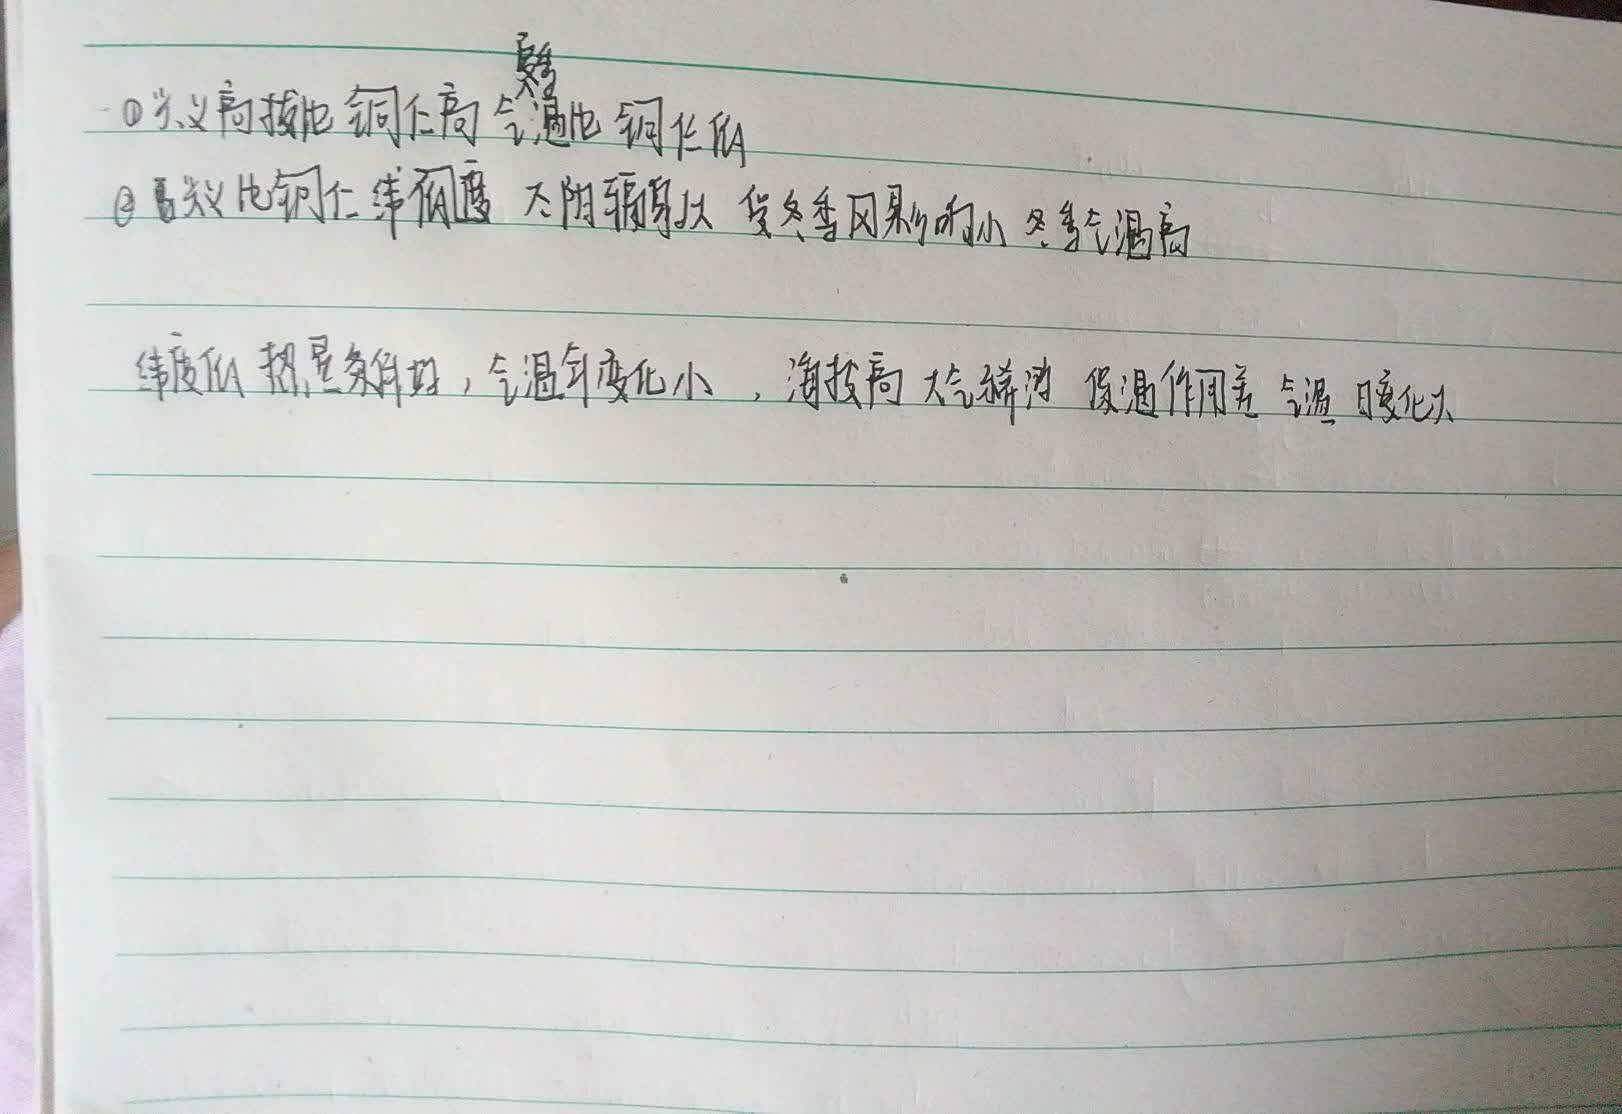 夏季
①兴义高拔比铜仁高 气温比铜仁低
②兴义比铜仁纬低度 太阳辐射大 受冬季风影响小 冬季气温高
纬度低 热量条件好，气温年变化小，海拔高 大气稀薄 保温作用差 气温日变化大